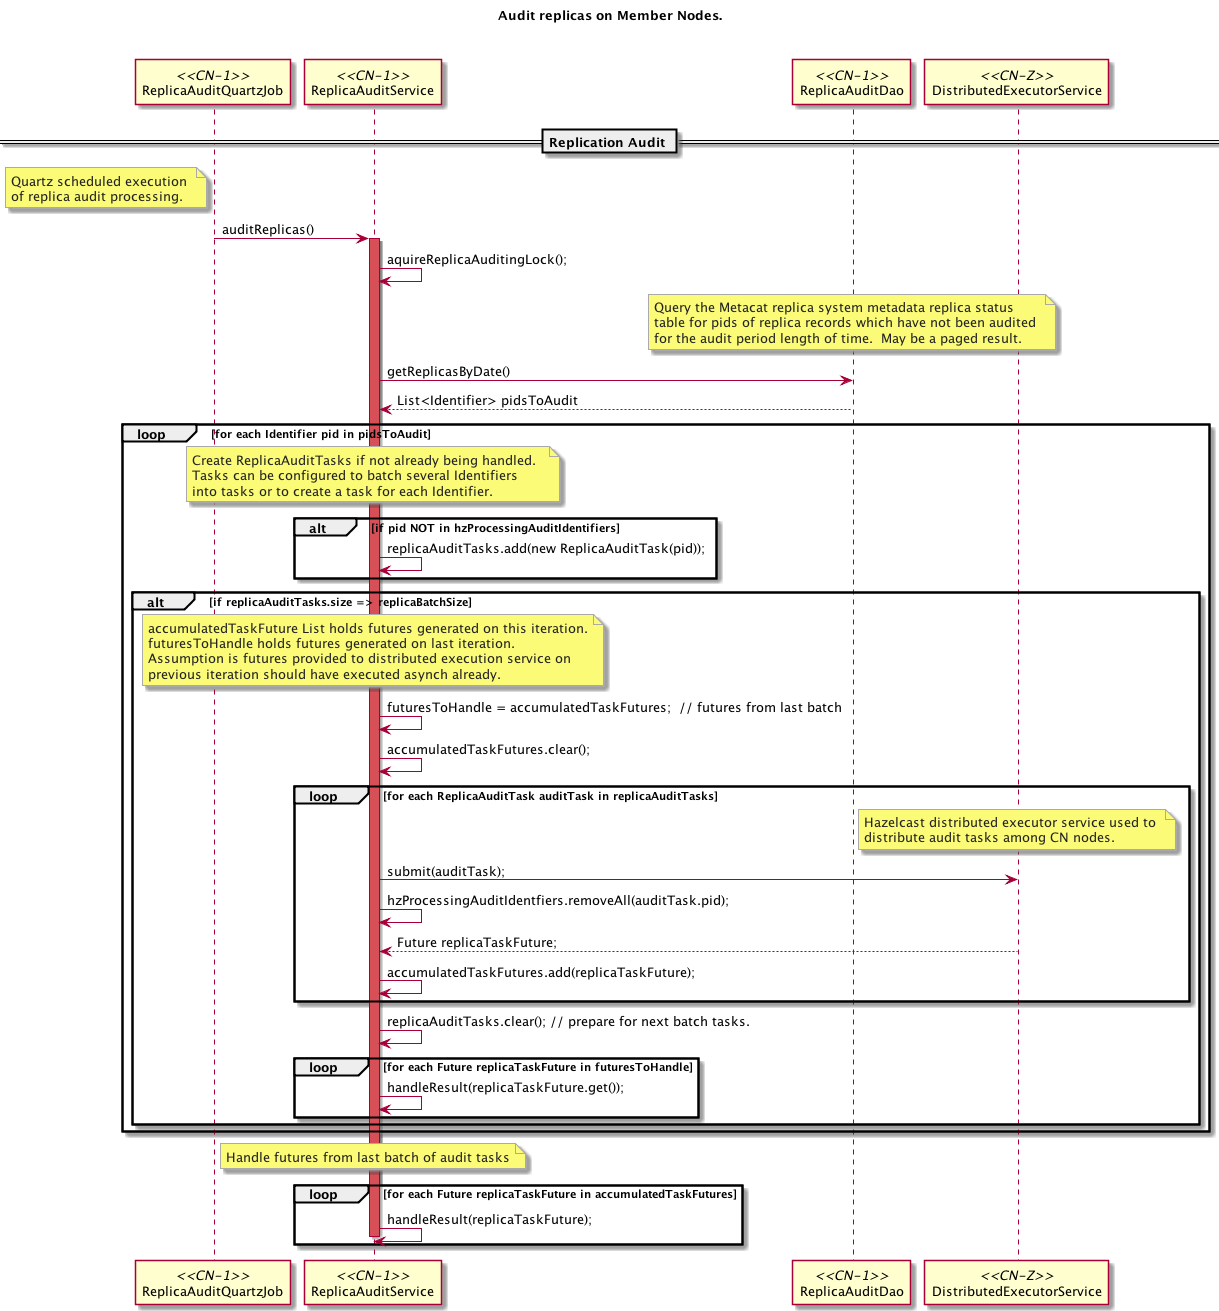 Audit replicas on Member Nodes.
<<CN-1>>
ReplicaAuditQuartzJob
<<CN-1>>
ReplicaAuditService
<<CN-1>>
ReplicaAuditDao
<<CN-Z>>
DistributedExecutorService
Replication Audit
Quartz scheduled execution
of replica audit processing.
auditReplicas()
aquireReplicaAuditingLock();
Query the Metacat replica system metadata replica status
table for pids of replica records which have not been audited
for the audit period length of time.  May be a paged result.
getReplicasByDate()
List<Identifier> pidsToAudit
loop [for each Identifier pid in pidsToAudit]
Create ReplicaAuditTasks if not already being handled.
Tasks can be configured to batch several Identifiers
into tasks or to create a task for each Identifier.
alt [if pid NOT in hzProcessingAuditIdentifiers]
replicaAuditTasks.add(new ReplicaAuditTask(pid));
alt [if replicaAuditTasks.size => replicaBatchSize]
accumulatedTaskFuture List holds futures generated on this iteration.
futuresToHandle holds futures generated on last iteration.
Assumption is futures provided to distributed execution service on
previous iteration should have executed asynch already.
futuresToHandle = accumulatedTaskFutures;  // futures from last batch
accumulatedTaskFutures.clear();
loop [for each ReplicaAuditTask auditTask in replicaAuditTasks]
Hazelcast distributed executor service used to
distribute audit tasks among CN nodes.
submit(auditTask);
hzProcessingAuditIdentfiers.removeAll(auditTask.pid);
Future replicaTaskFuture;
accumulatedTaskFutures.add(replicaTaskFuture);
replicaAuditTasks.clear(); // prepare for next batch tasks.
loop [for each Future replicaTaskFuture in futuresToHandle]
handleResult(replicaTaskFuture.get());
Handle futures from last batch of audit tasks
loop [for each Future replicaTaskFuture in accumulatedTaskFutures]
handleResult(replicaTaskFuture);
<<CN-1>>
ReplicaAuditQuartzJob
<<CN-1>>
ReplicaAuditService
<<CN-1>>
ReplicaAuditDao
<<CN-Z>>
DistributedExecutorService